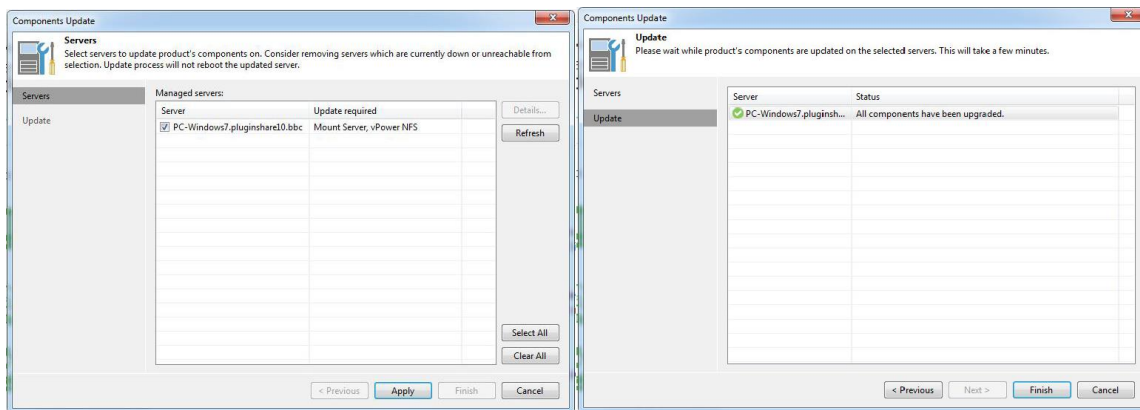 Components Update
Servers
Select servers to update product's components on. Consider removing servers which are currently down or unreachable from
selection. Update process will not reboot the updated server.
Servers
Update
Managed servers:
Server Update required
PC-Windows7.pluginshare10.bbc Mount Server, vPower NFS
Details...
Refresh
Select All
Clear All
< Previous Apply Finish Cancel
Components Update
Update
Please wait while product's components are updated on the selected servers. This will take a few minutes.
Servers
Update
Server Status
PC-Windows7.pluginsh... All components have been upgraded.
< Previous Next > Finish Cancel